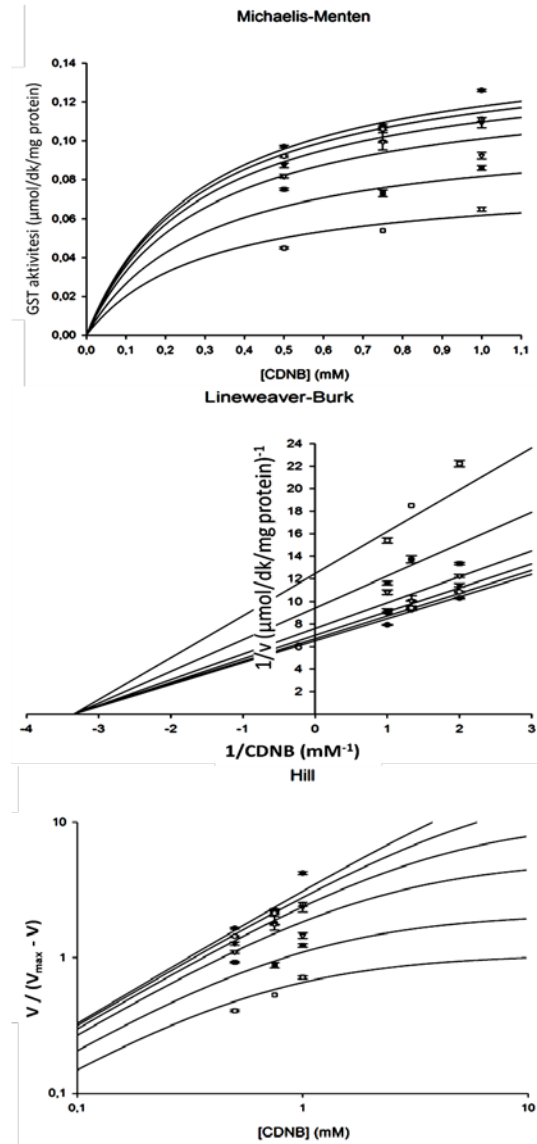 Michaelis-Menten
GST aktivitesi (µmol/dk/mg protein)
0,14
0,12
0,10
0,08
0,06
0,04
0,02
0,00
0,0 0,1 0,2 0,3 0,4 0,5 0,6 0,7 0,8 0,9 1,0 1,1
[CDNB] (mM)
Lineweaver-Burk
1/v (µmol/dk/mg protein)⁻¹
24
22
20
18
16
14
12
10
8
6
4
2
-4 -3 -2 -1 0 1 2 3
1/CDNB (mM⁻¹)
Hill
V / (Vmax - V)
10
1
0,1
0,1 1 10
[CDNB] (mM)